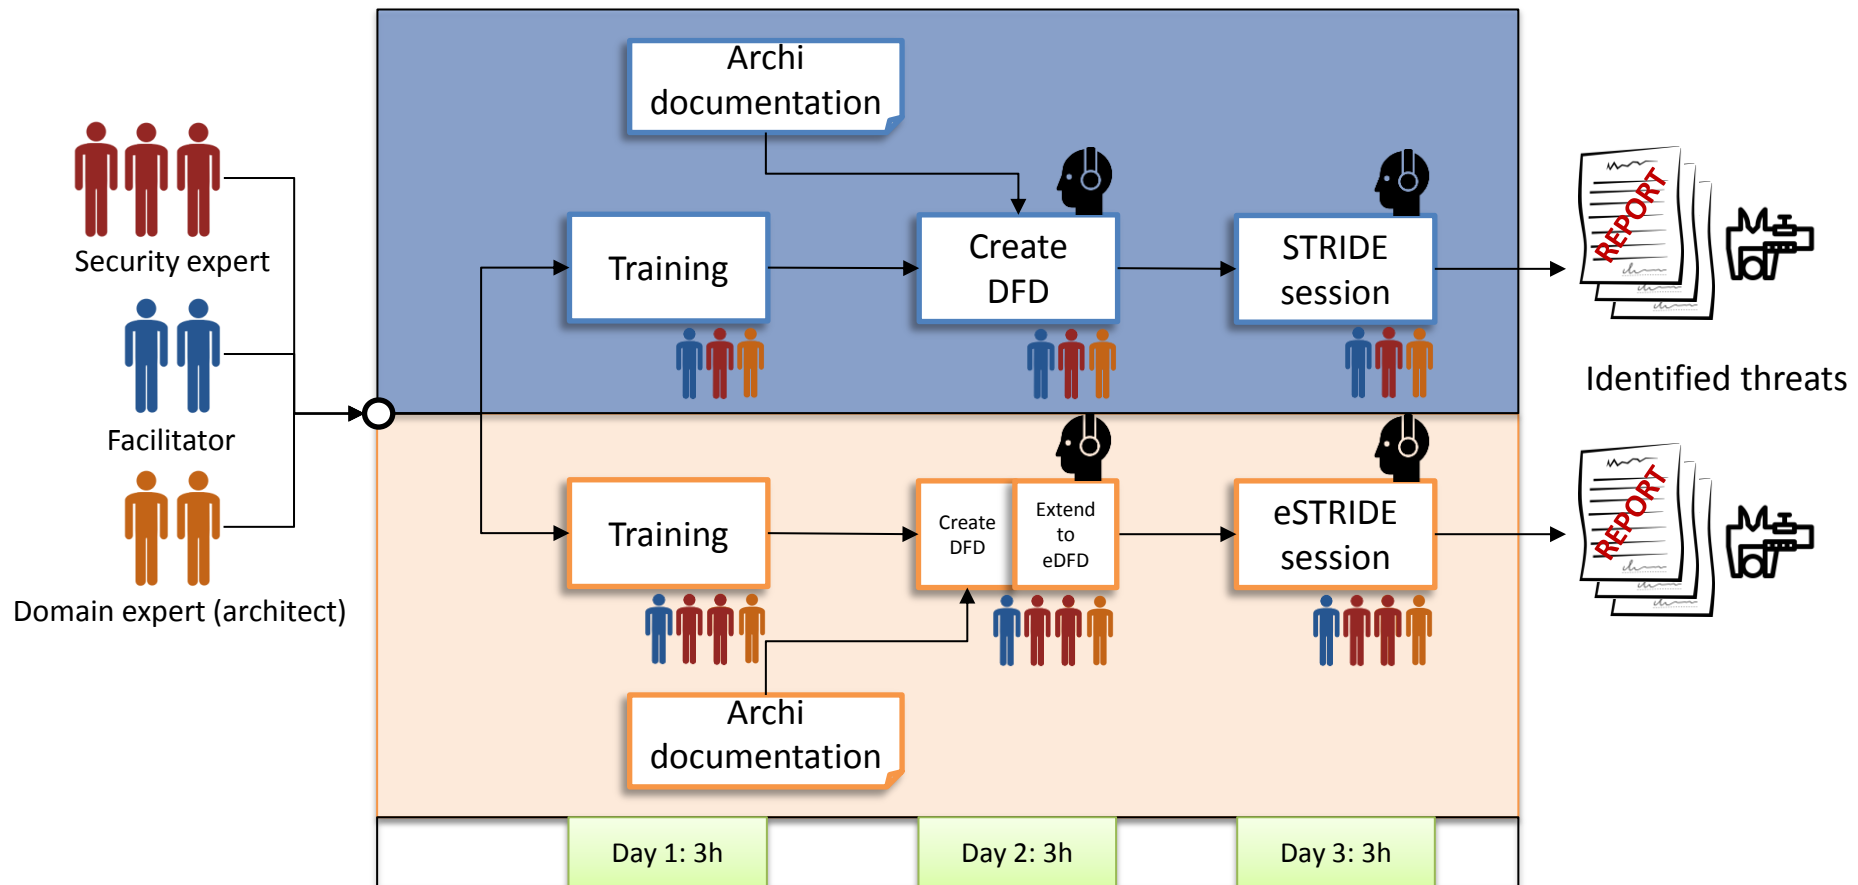 Archi
documentation
Security expert
Training
Create
DFD
STRIDE
session
REPORT
Identified threats
Facilitator
Domain expert (architect)
Training
Create
DFD
Extend
to
eDFD
eSTRIDE
session
REPORT
Archi
documentation
Day 1: 3h
Day 2: 3h
Day 3: 3h